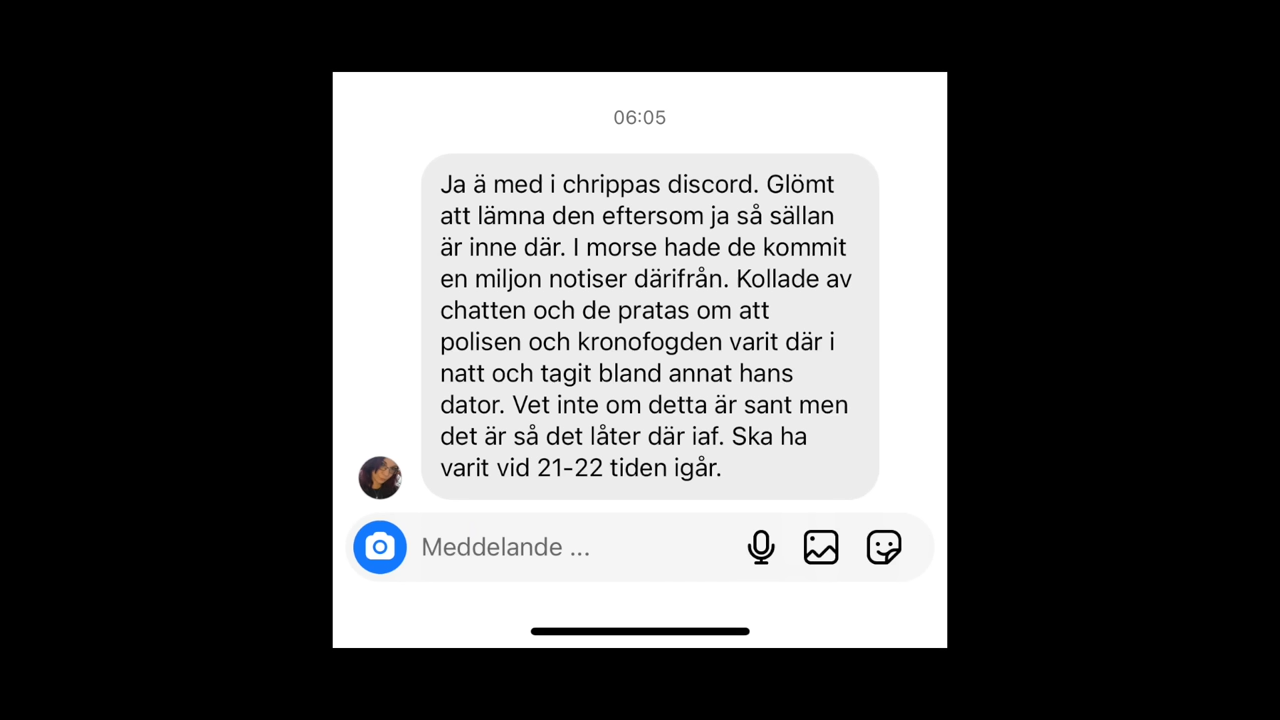 06:05
Ja ä med i chrippas discord. Glömt
att lämna den eftersom ja så sällan
är inne där. I morse hade de kommit
en miljon notiser därifrån. Kollade av
chatten och de pratas om att
polisen och kronofogden varit där i
natt och tagit bland annat hans
dator. Vet inte om detta är sant men
det är så det låter där iaf. Ska ha
varit vid 21-22 tiden igår.
Meddelande ...